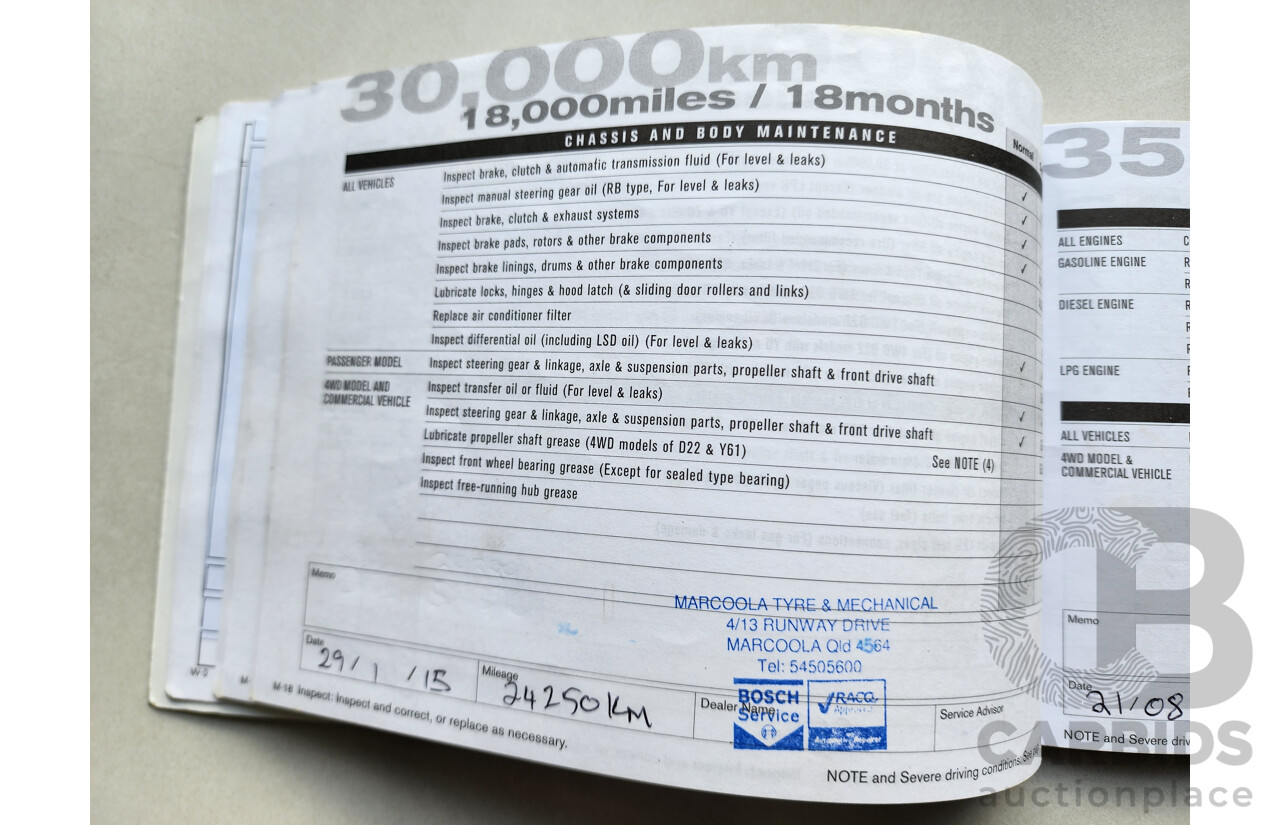 30,000km
18,000miles / 18months
CHASSIS AND BODY MAINTENANCE
Normal
ALL VEHICLES
Inspect brake, clutch & automatic transmission fluid (For level & leaks)
Inspect manual steering gear oil (RB type, For level & leaks) ✓
Inspect brake, clutch & exhaust systems ✓
Inspect brake pads, rotors & other brake components ✓
Inspect brake linings, drums & other brake components ✓
Lubricate locks, hinges & hood latch (& sliding door rollers and links)
Replace air conditioner filter
Inspect differential oil (including LSD oil) (For level & leaks)
PASSENGER MODEL
Inspect steering gear & linkage, axle & suspension parts, propeller shaft & front drive shaft ✓
4WD MODEL AND
COMMERCIAL VEHICLE
Inspect transfer oil or fluid (For level & leaks)
Inspect steering gear & linkage, axle & suspension parts, propeller shaft & front drive shaft ✓
Lubricate propeller shaft grease (4WD models of D22 & Y61) See NOTE (4) ✓
Inspect front wheel bearing grease (Except for sealed type bearing)
Inspect free-running hub grease
Memo
MARCOOLA TYRE & MECHANICAL
4/13 RUNWAY DRIVE
MARCOOLA Qld 4564
Tel: 54505600
BOSCH
Service
RACQ
Approved
Date
29/1/15
Mileage
24250KM
Dealer Name
Service Advisor
M-18 Inspect: Inspect and correct, or replace as necessary.
NOTE and Severe driving conditions: See
35
ALL ENGINES
GASOLINE ENGINE
DIESEL ENGINE
LPG ENGINE
ALL VEHICLES
4WD MODEL &
COMMERCIAL VEHICLE
Memo
Date
21/08
NOTE and Severe driv
CARBIDS
auctionplace